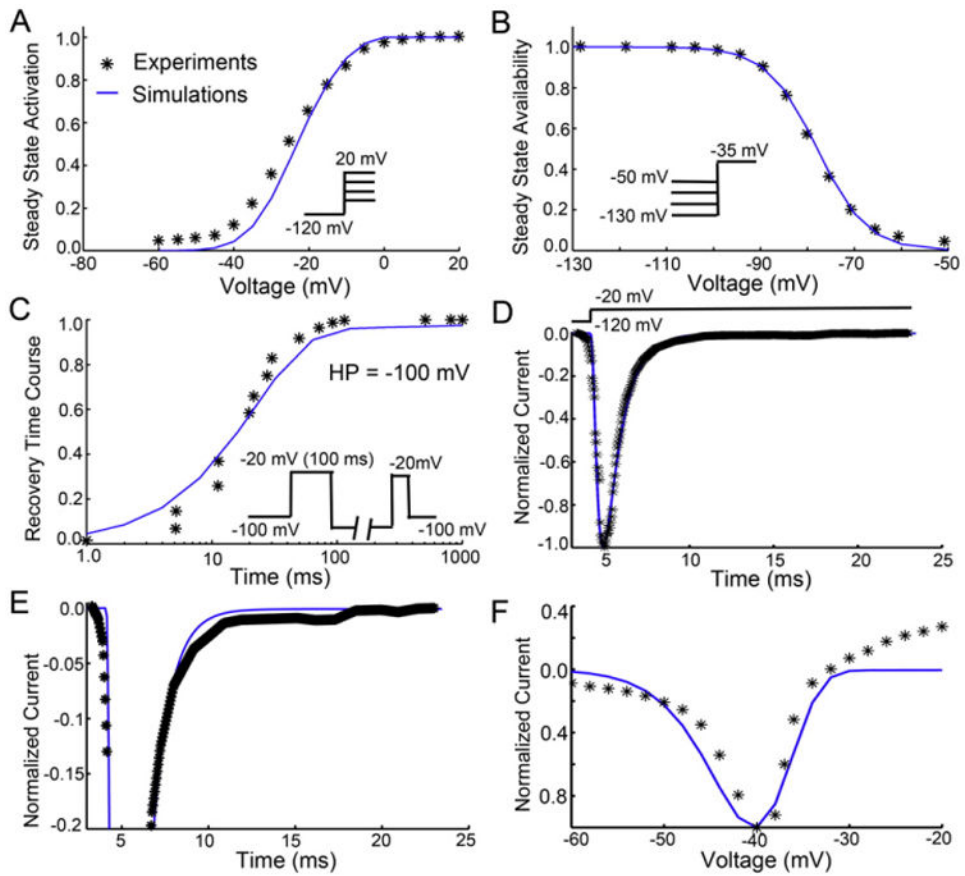 A
Steady State Activation
1.0
0.8
0.6
0.4
0.2
0.0
Experiments
Simulations
20 mV
-120 mV
-80
-60
-40
-20
0
20
Voltage (mV)
B
Steady State Availability
1.0
0.8
0.6
0.4
0.2
0.0
-35 mV
-50 mV
-130 mV
-130
-110
-90
-70
-50
Voltage (mV)
C
Recovery Time Course
1.0
0.8
0.6
0.4
0.2
0.0
HP = -100 mV
-20 mV (100 ms)
-20mV
-100 mV
-100 mV
1.0
10
100
1000
Time (ms)
D
-20 mV
-120 mV
Normalized Current
0.0
-0.2
-0.4
-0.6
-0.8
-1.0
5
10
15
20
25
Time (ms)
E
Normalized Current
0.0
-0.05
-0.1
-0.15
-0.2
5
10
15
20
25
Time (ms)
F
Normalized Current
0.4
0.0
0.4
0.8
-60
-50
-40
-30
-20
Voltage (mV)